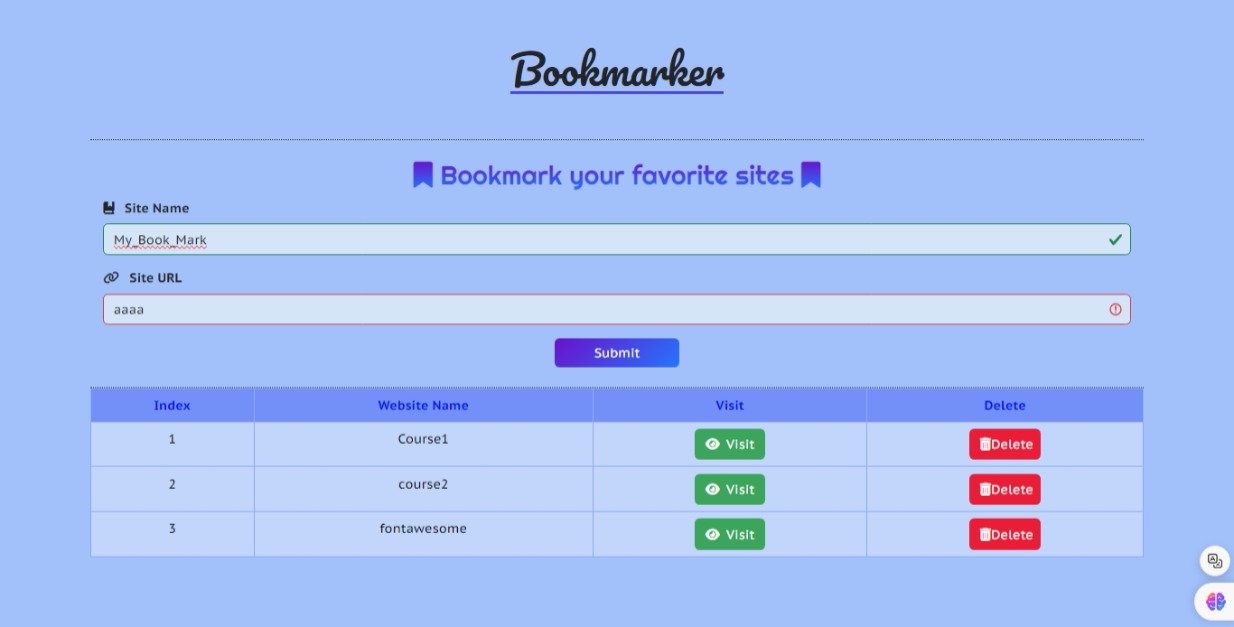 Bookmarker
Bookmark your favorite sites
Site Name
My_Book_Mark
Site URL
aaaa
Submit
Index Website Name Visit Delete
1 Course1 Visit Delete
2 course2 Visit Delete
3 fontawesome Visit Delete